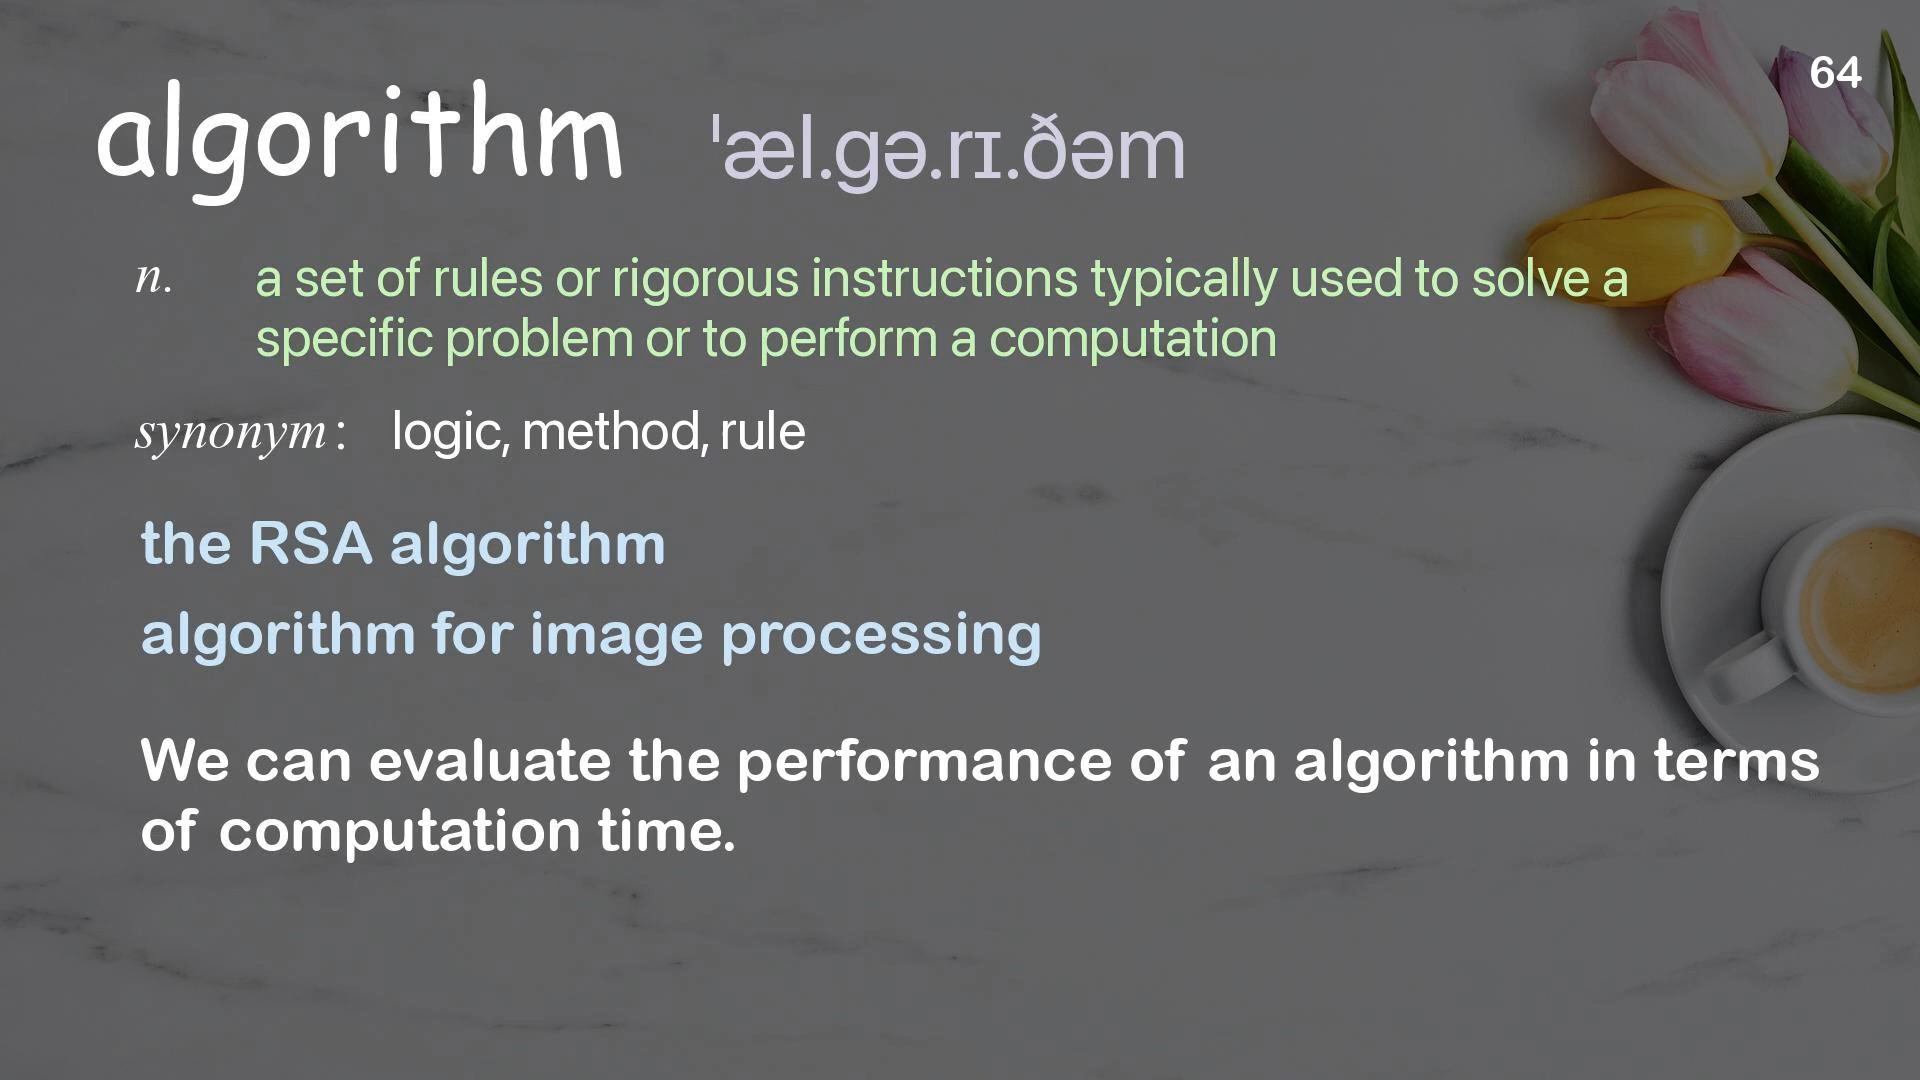 64
algorithm ˈæl.gə.rɪ.ðəm
n. a set of rules or rigorous instructions typically used to solve a
specific problem or to perform a computation
synonym: logic, method, rule
the RSA algorithm
algorithm for image processing
We can evaluate the performance of an algorithm in terms
of computation time.